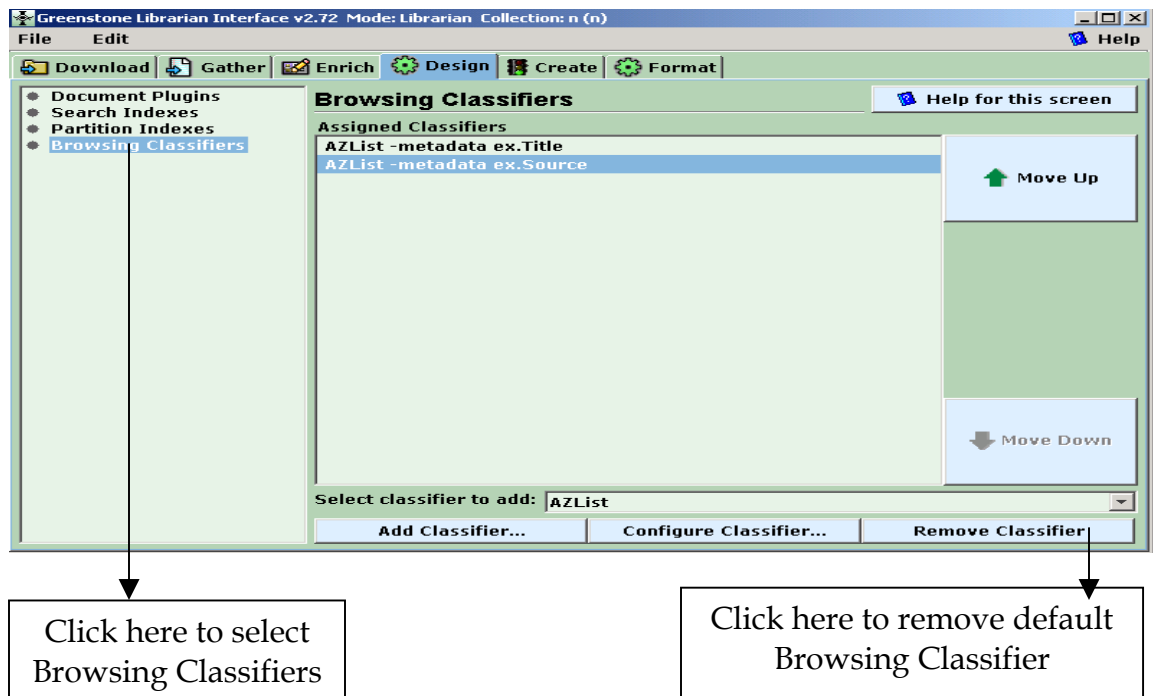 Greenstone Librarian Interface v2.72 Mode: Librarian Collection: n (n)
File Edit Help
Download Gather Enrich Design Create Format
Document Plugins
Search Indexes
Partition Indexes
Browsing Classifiers
Browsing Classifiers
Help for this screen
Assigned Classifiers
AZList -metadata ex.Title
AZList -metadata ex.Source
Move Up
Move Down
Select classifier to add: AZList
Add Classifier... Configure Classifier... Remove Classifier
Click here to select
Browsing Classifiers
Click here to remove default
Browsing Classifier